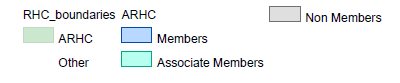 RHC_boundaries ARHC Non Members
ARHC Members
Other Associate Members